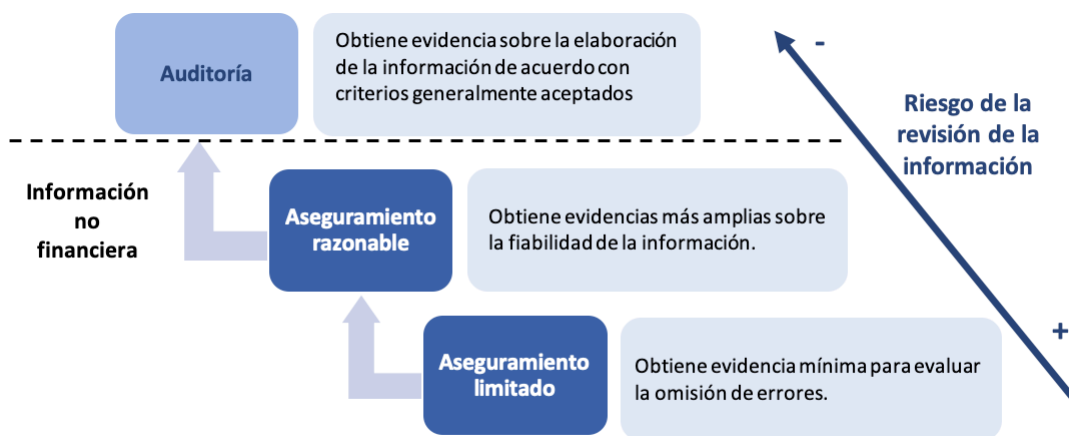 Auditoría
Obtiene evidencia sobre la elaboración
de la información de acuerdo con
criterios generalmente aceptados
-
Riesgo de la
revisión de la
información
Información
no
financiera
Aseguramiento
razonable
Obtiene evidencias más amplias sobre
la fiabilidad de la información.
+
Aseguramiento
limitado
Obtiene evidencia mínima para evaluar
la omisión de errores.